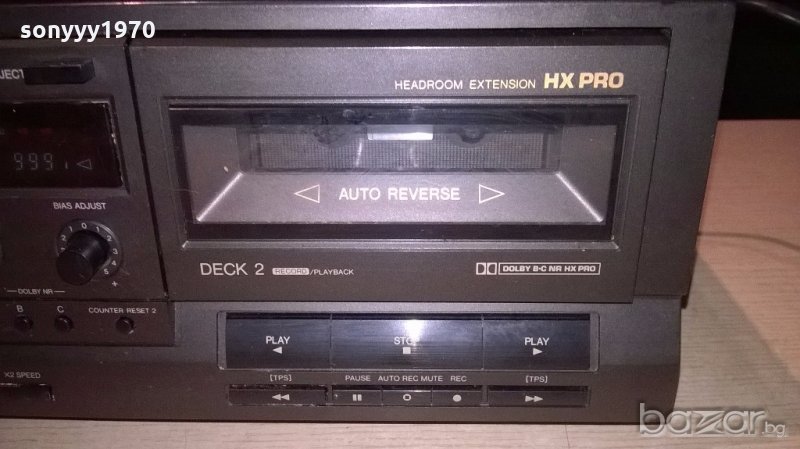 sonyyy1970
HEADROOM EXTENSION HX PRO
EJECT
999 ◁
◁ AUTO REVERSE ▷
BIAS ADJUST
- +
DECK 2 RECORD/PLAYBACK
DOLBY B-C NR HX PRO
DOLBY NR
B C COUNTER RESET 2
PLAY STOP PLAY
X2 SPEED
[TPS] PAUSE AUTO REC MUTE REC [TPS]
bazar.bg